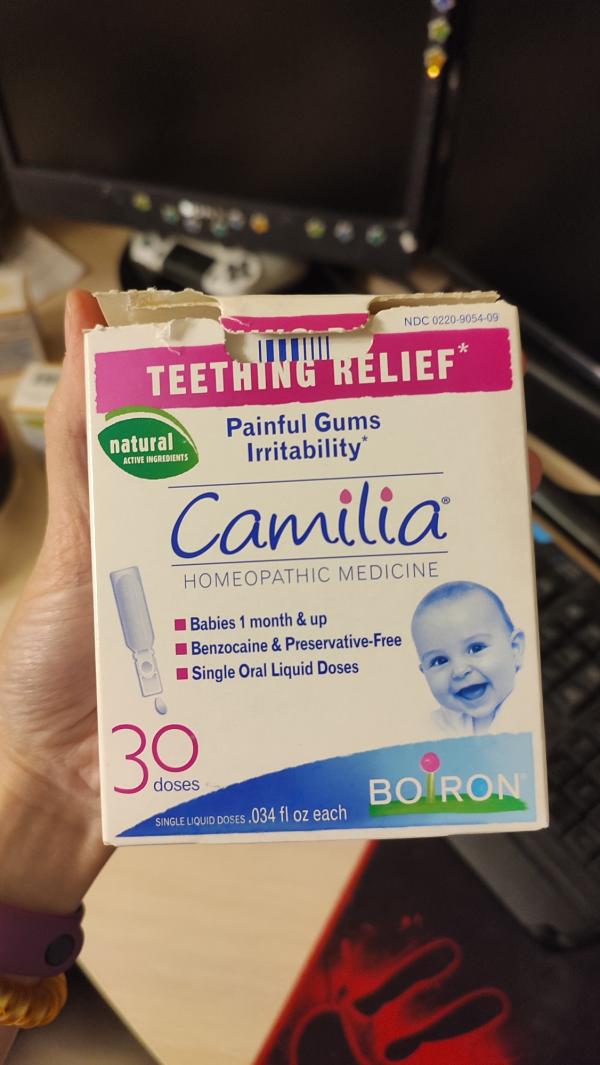 NDC 0220-9054-09
TEETHING RELIEF*
natural
ACTIVE INGREDIENTS
Painful Gums
Irritability*
Camilia®
HOMEOPATHIC MEDICINE
Babies 1 month & up
Benzocaine & Preservative-Free
Single Oral Liquid Doses
30
doses
SINGLE LIQUID DOSES .034 fl oz each
BOIRON®